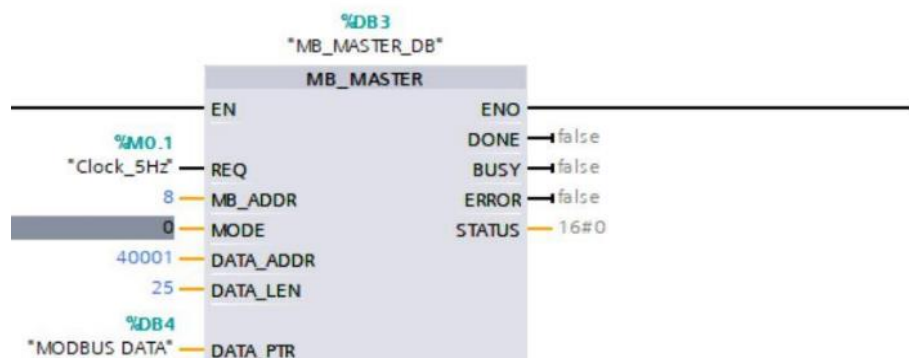 %DB3
"MB_MASTER_DB"
MB_MASTER
EN ENO
DONE false
%M0.1
"Clock_5Hz" REQ BUSY false
8 MB_ADDR ERROR false
0 MODE STATUS 16#0
40001 DATA_ADDR
25 DATA_LEN
%DB4
"MODBUS DATA" DATA_PTR